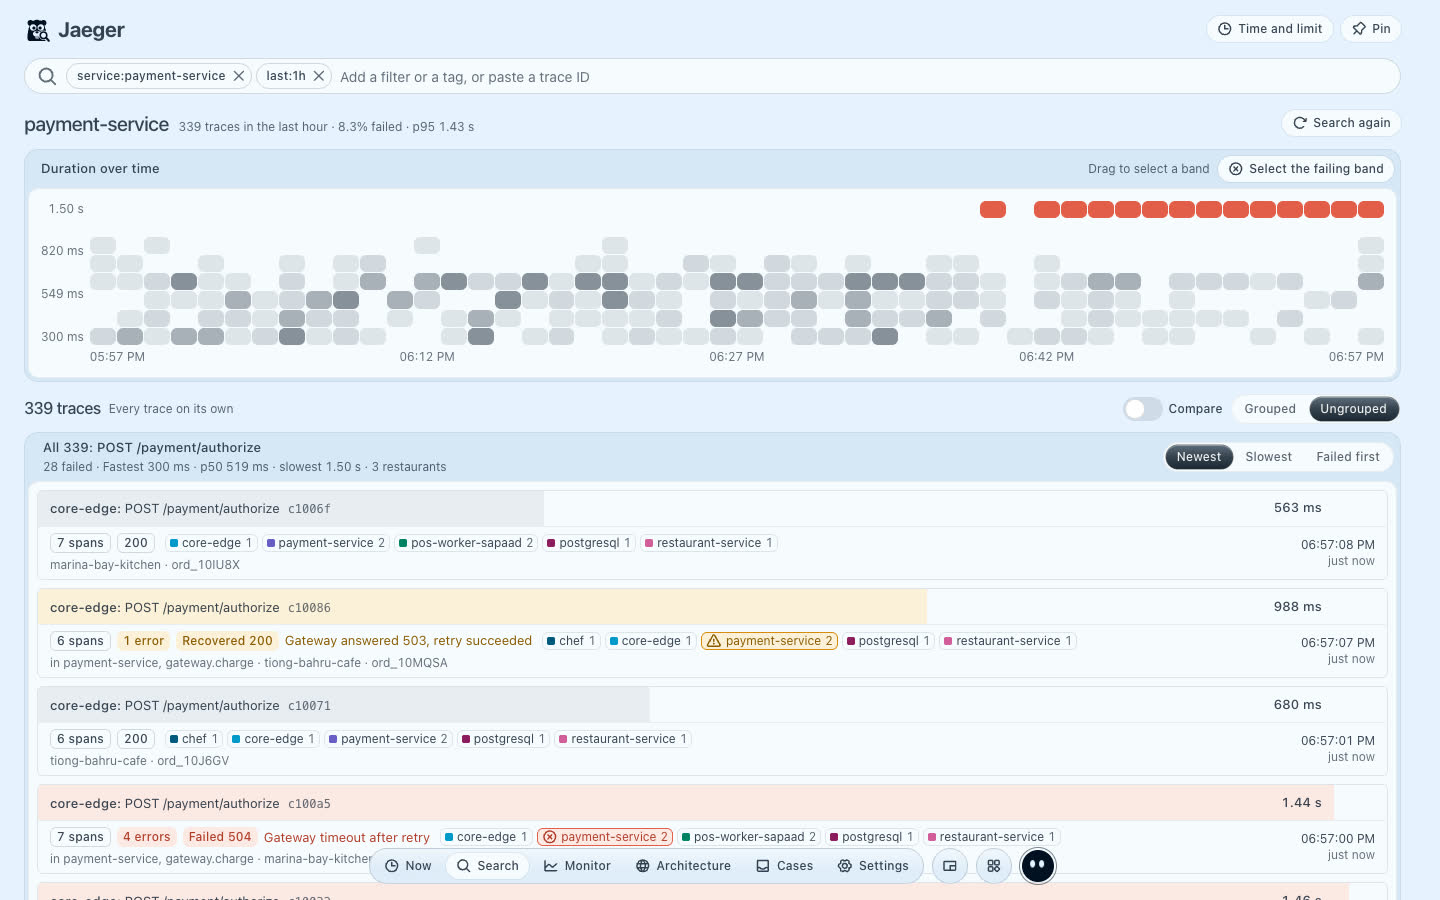 Jaeger
Time and limit
Pin
service:payment-service
last:1h
Add a filter or a tag, or paste a trace ID
payment-service 339 traces in the last hour · 8.3% failed · p95 1.43 s
Search again
Duration over time
Drag to select a band
Select the failing band
1.50 s
820 ms
549 ms
300 ms
05:57 PM 06:12 PM 06:27 PM 06:42 PM 06:57 PM
339 traces Every trace on its own
Compare
Grouped Ungrouped
All 339: POST /payment/authorize
28 failed · Fastest 300 ms · p50 519 ms · slowest 1.50 s · 3 restaurants
Newest Slowest Failed first
core-edge: POST /payment/authorize c1006f 563 ms
7 spans 200 core-edge 1 payment-service 2 pos-worker-sapaad 2 postgresql 1 restaurant-service 1 06:57:08 PM
marina-bay-kitchen · ord_10IU8X just now
core-edge: POST /payment/authorize c10086 988 ms
6 spans 1 error Recovered 200 Gateway answered 503, retry succeeded chef 1 core-edge 1 payment-service 2 postgresql 1 restaurant-service 1 06:57:07 PM
in payment-service, gateway.charge · tiong-bahru-cafe · ord_10MQSA just now
core-edge: POST /payment/authorize c10071 680 ms
6 spans 200 chef 1 core-edge 1 payment-service 2 postgresql 1 restaurant-service 1 06:57:01 PM
tiong-bahru-cafe · ord_10J6GV just now
core-edge: POST /payment/authorize c100a5 1.44 s
7 spans 4 errors Failed 504 Gateway timeout after retry core-edge 1 payment-service 2 pos-worker-sapaad 2 postgresql 1 restaurant-service 1 06:57:00 PM
in payment-service, gateway.charge · marina-bay-kitchen just now
Now Search Monitor Architecture Cases Settings